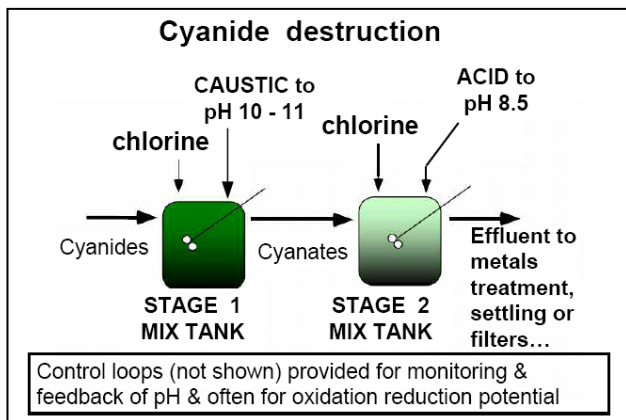 Cyanide destruction
CAUSTIC to
pH 10 - 11
chlorine
ACID to
pH 8.5
chlorine
Cyanides
STAGE 1
MIX TANK
Cyanates
STAGE 2
MIX TANK
Effluent to
metals
treatment,
settling or
filters...
Control loops (not shown) provided for monitoring &
feedback of pH & often for oxidation reduction potential